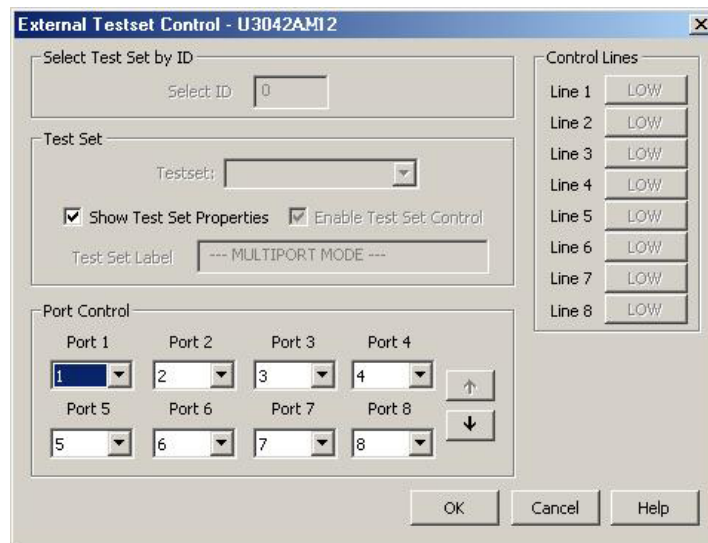 External Testset Control - U3042AM12
Select Test Set by ID
Select ID 0
Test Set
Testset:
Show Test Set Properties Enable Test Set Control
Test Set Label --- MULTIPORT MODE ---
Port Control
Port 1 Port 2 Port 3 Port 4
1 2 3 4
Port 5 Port 6 Port 7 Port 8
5 6 7 8
Control Lines
Line 1 LOW
Line 2 LOW
Line 3 LOW
Line 4 LOW
Line 5 LOW
Line 6 LOW
Line 7 LOW
Line 8 LOW
OK Cancel Help